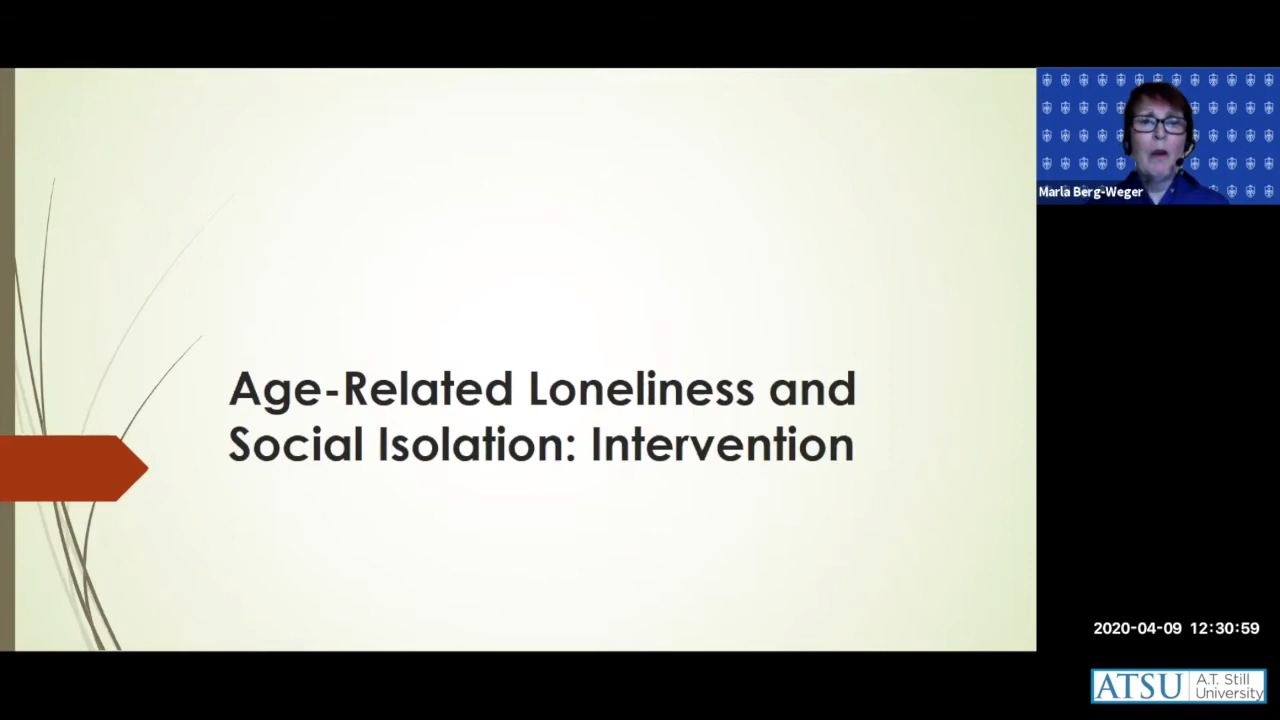 Age-Related Loneliness and
Social Isolation: Intervention
Marla Berg-Weger
2020-04-09 12:30:59
ATSU A.T. Still
University